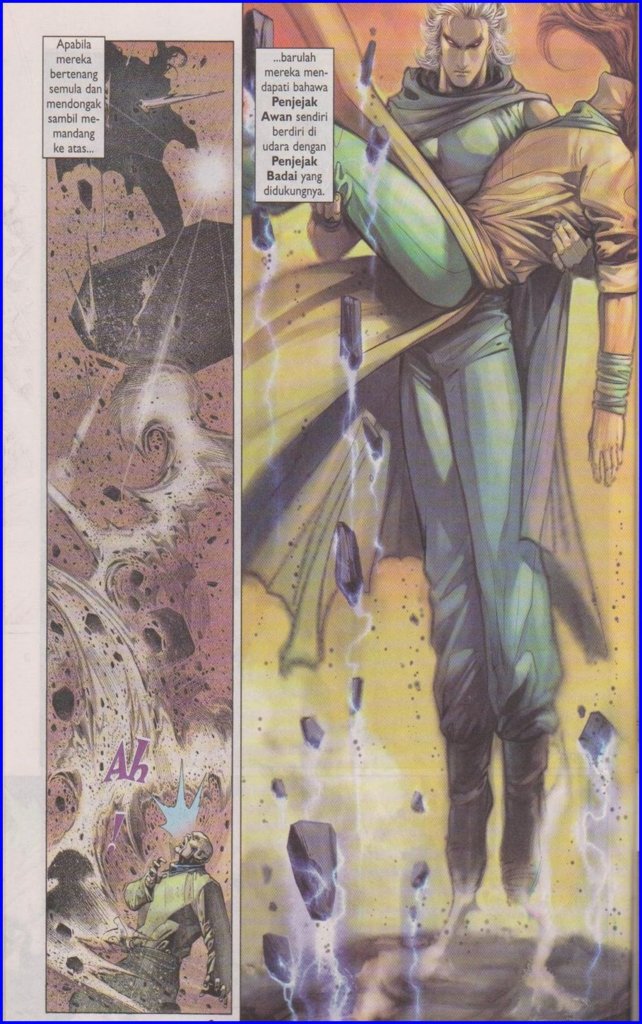 Apabila
mereka
bertenang
semula dan
mendongak
sambil me-
mandang
ke atas...
...barulah
mereka men-
dapati bahawa
Penjejak
Awan sendiri
berdiri di
udara dengan
Penjejak
Badai yang
didukungnya.
Ah
!